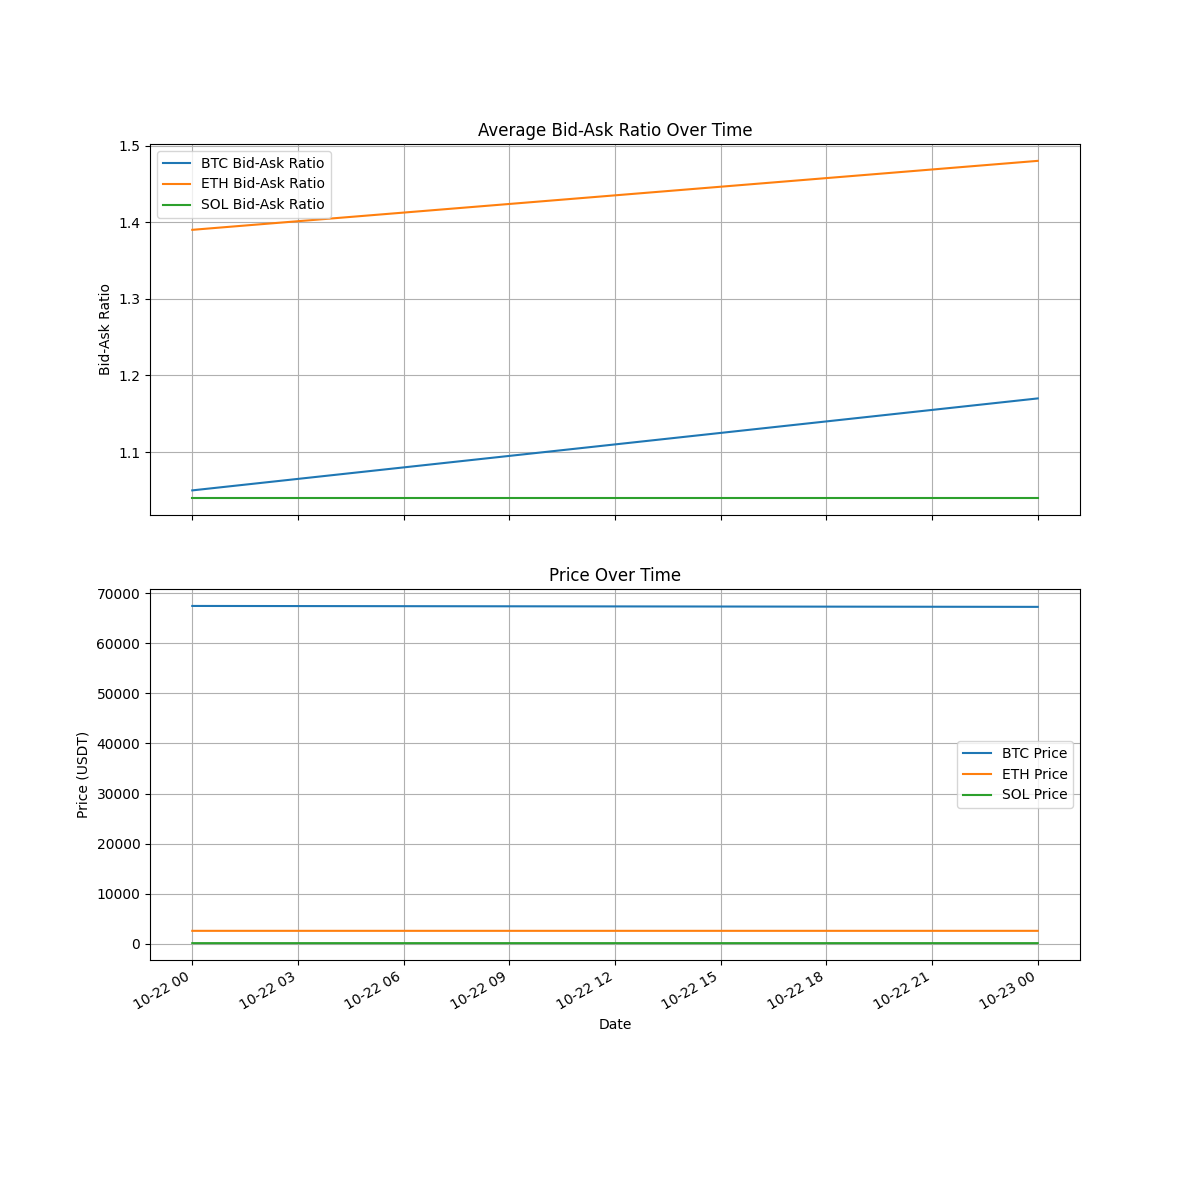 Average Bid-Ask Ratio Over Time
BTC Bid-Ask Ratio
ETH Bid-Ask Ratio
SOL Bid-Ask Ratio
Bid-Ask Ratio
1.5
1.4
1.3
1.2
1.1
Price Over Time
BTC Price
ETH Price
SOL Price
Price (USDT)
70000
60000
50000
40000
30000
20000
10000
0
10-22 00
10-22 03
10-22 06
10-22 09
10-22 12
10-22 15
10-22 18
10-22 21
10-23 00
Date